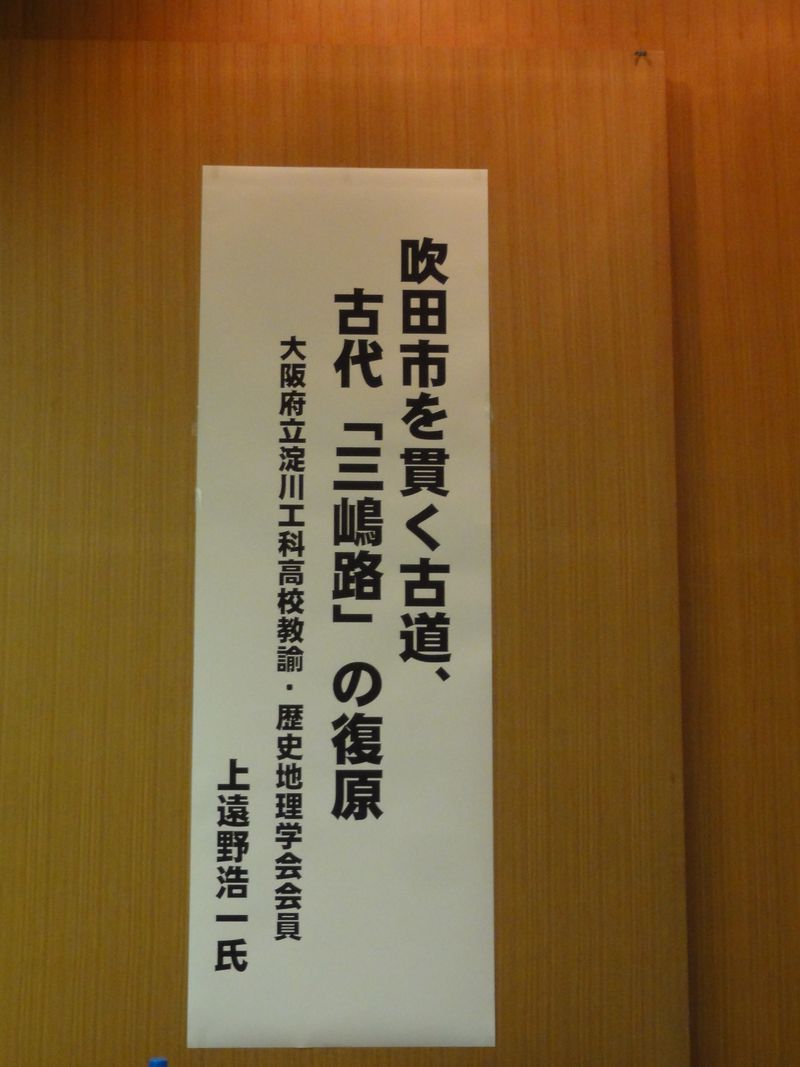 吹田市を貫く古道、
古代「三嶋路」の復原
大阪府立淀川工科高校教諭・歴史地理学会会員
上遠野浩一氏